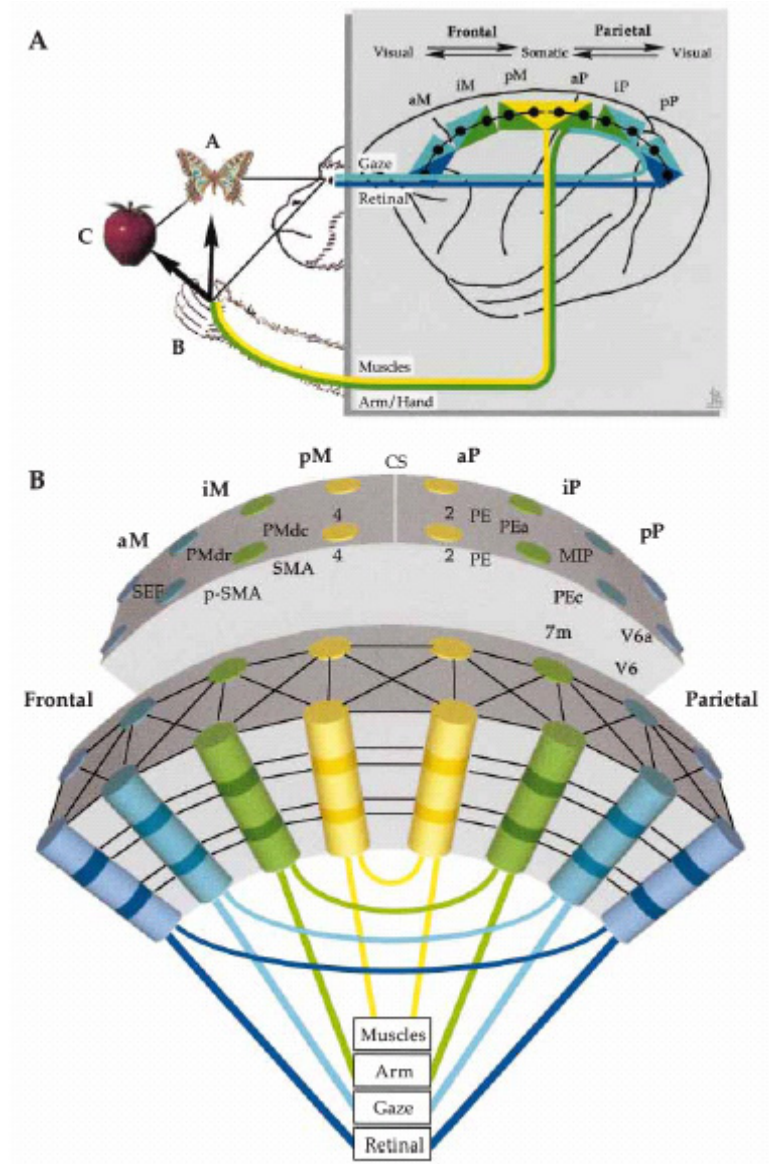 A
Frontal Parietal
Visual Somatic Visual
iM pM aP iP
aM pP
A
Gaze
Retinal
C
B
Muscles
Arm/Hand
B
pM CS aP
iM iP
aM pP
4 2 PE
PMdc PEa
PMdr 4 2 PE MIP
SEF SMA
p-SMA PEc
7m V6a
V6
Frontal Parietal
Muscles
Arm
Gaze
Retinal